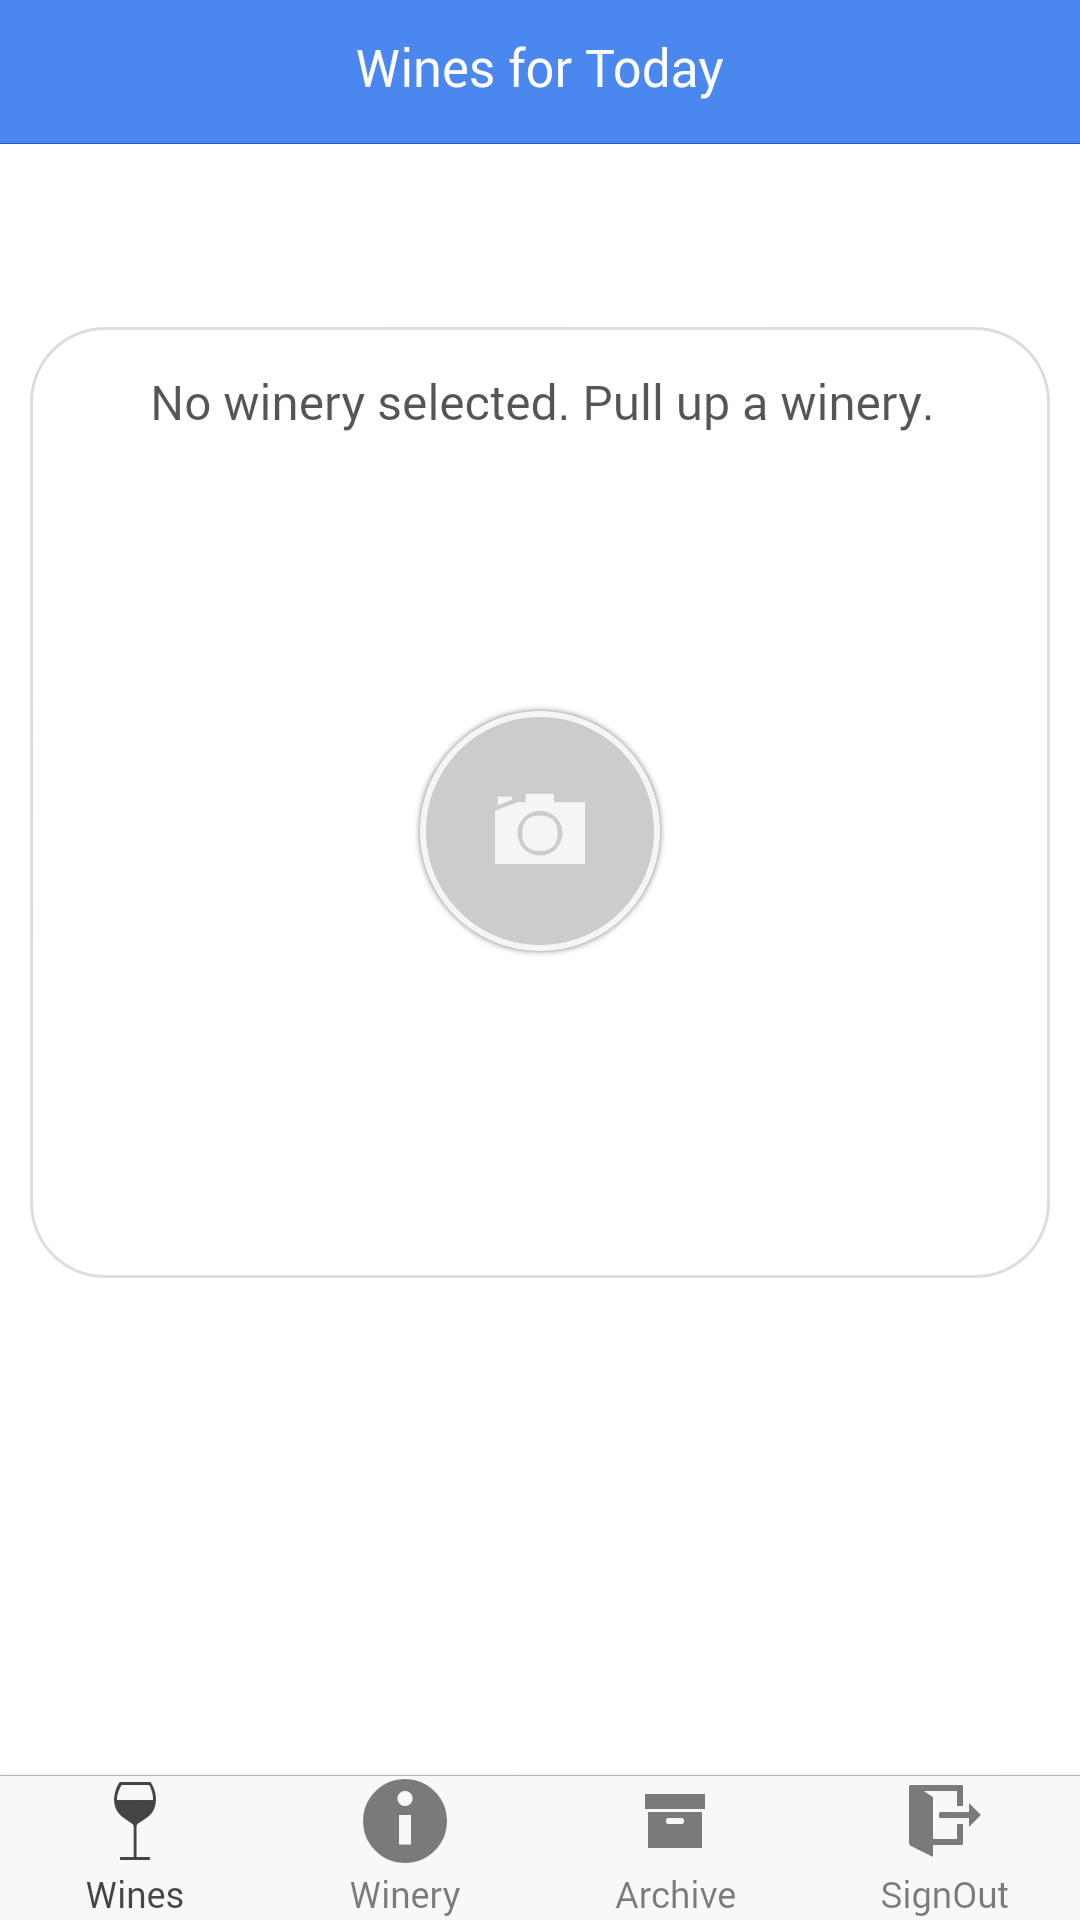 Wines for Today
No winery selected. Pull up a winery.
Wines
Winery
Archive
SignOut